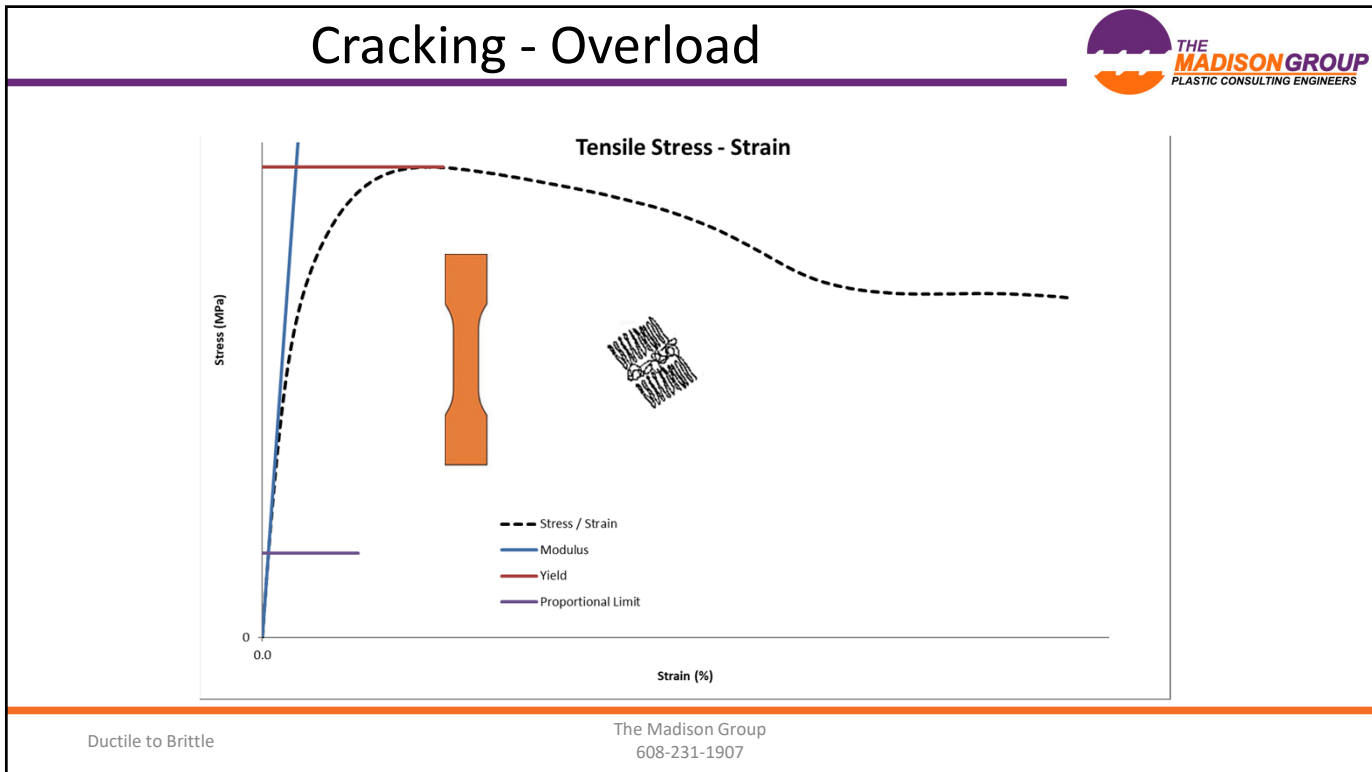 Cracking - Overload
THE
MADISON GROUP
PLASTIC CONSULTING ENGINEERS
Tensile Stress - Strain
Stress (MPa)
Stress / Strain
Modulus
Yield
Proportional Limit
0
0.0
Strain (%)
Ductile to Brittle
The Madison Group
608-231-1907